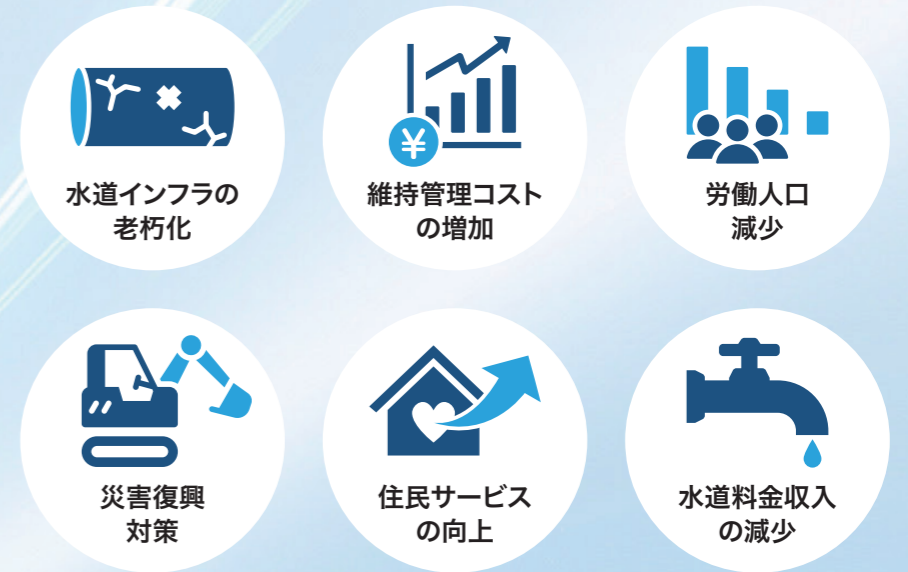 ¥
水道インフラの
老朽化
維持管理コスト
の増加
労働人口
減少
災害復興
対策
住民サービス
の向上
水道料金収入
の減少